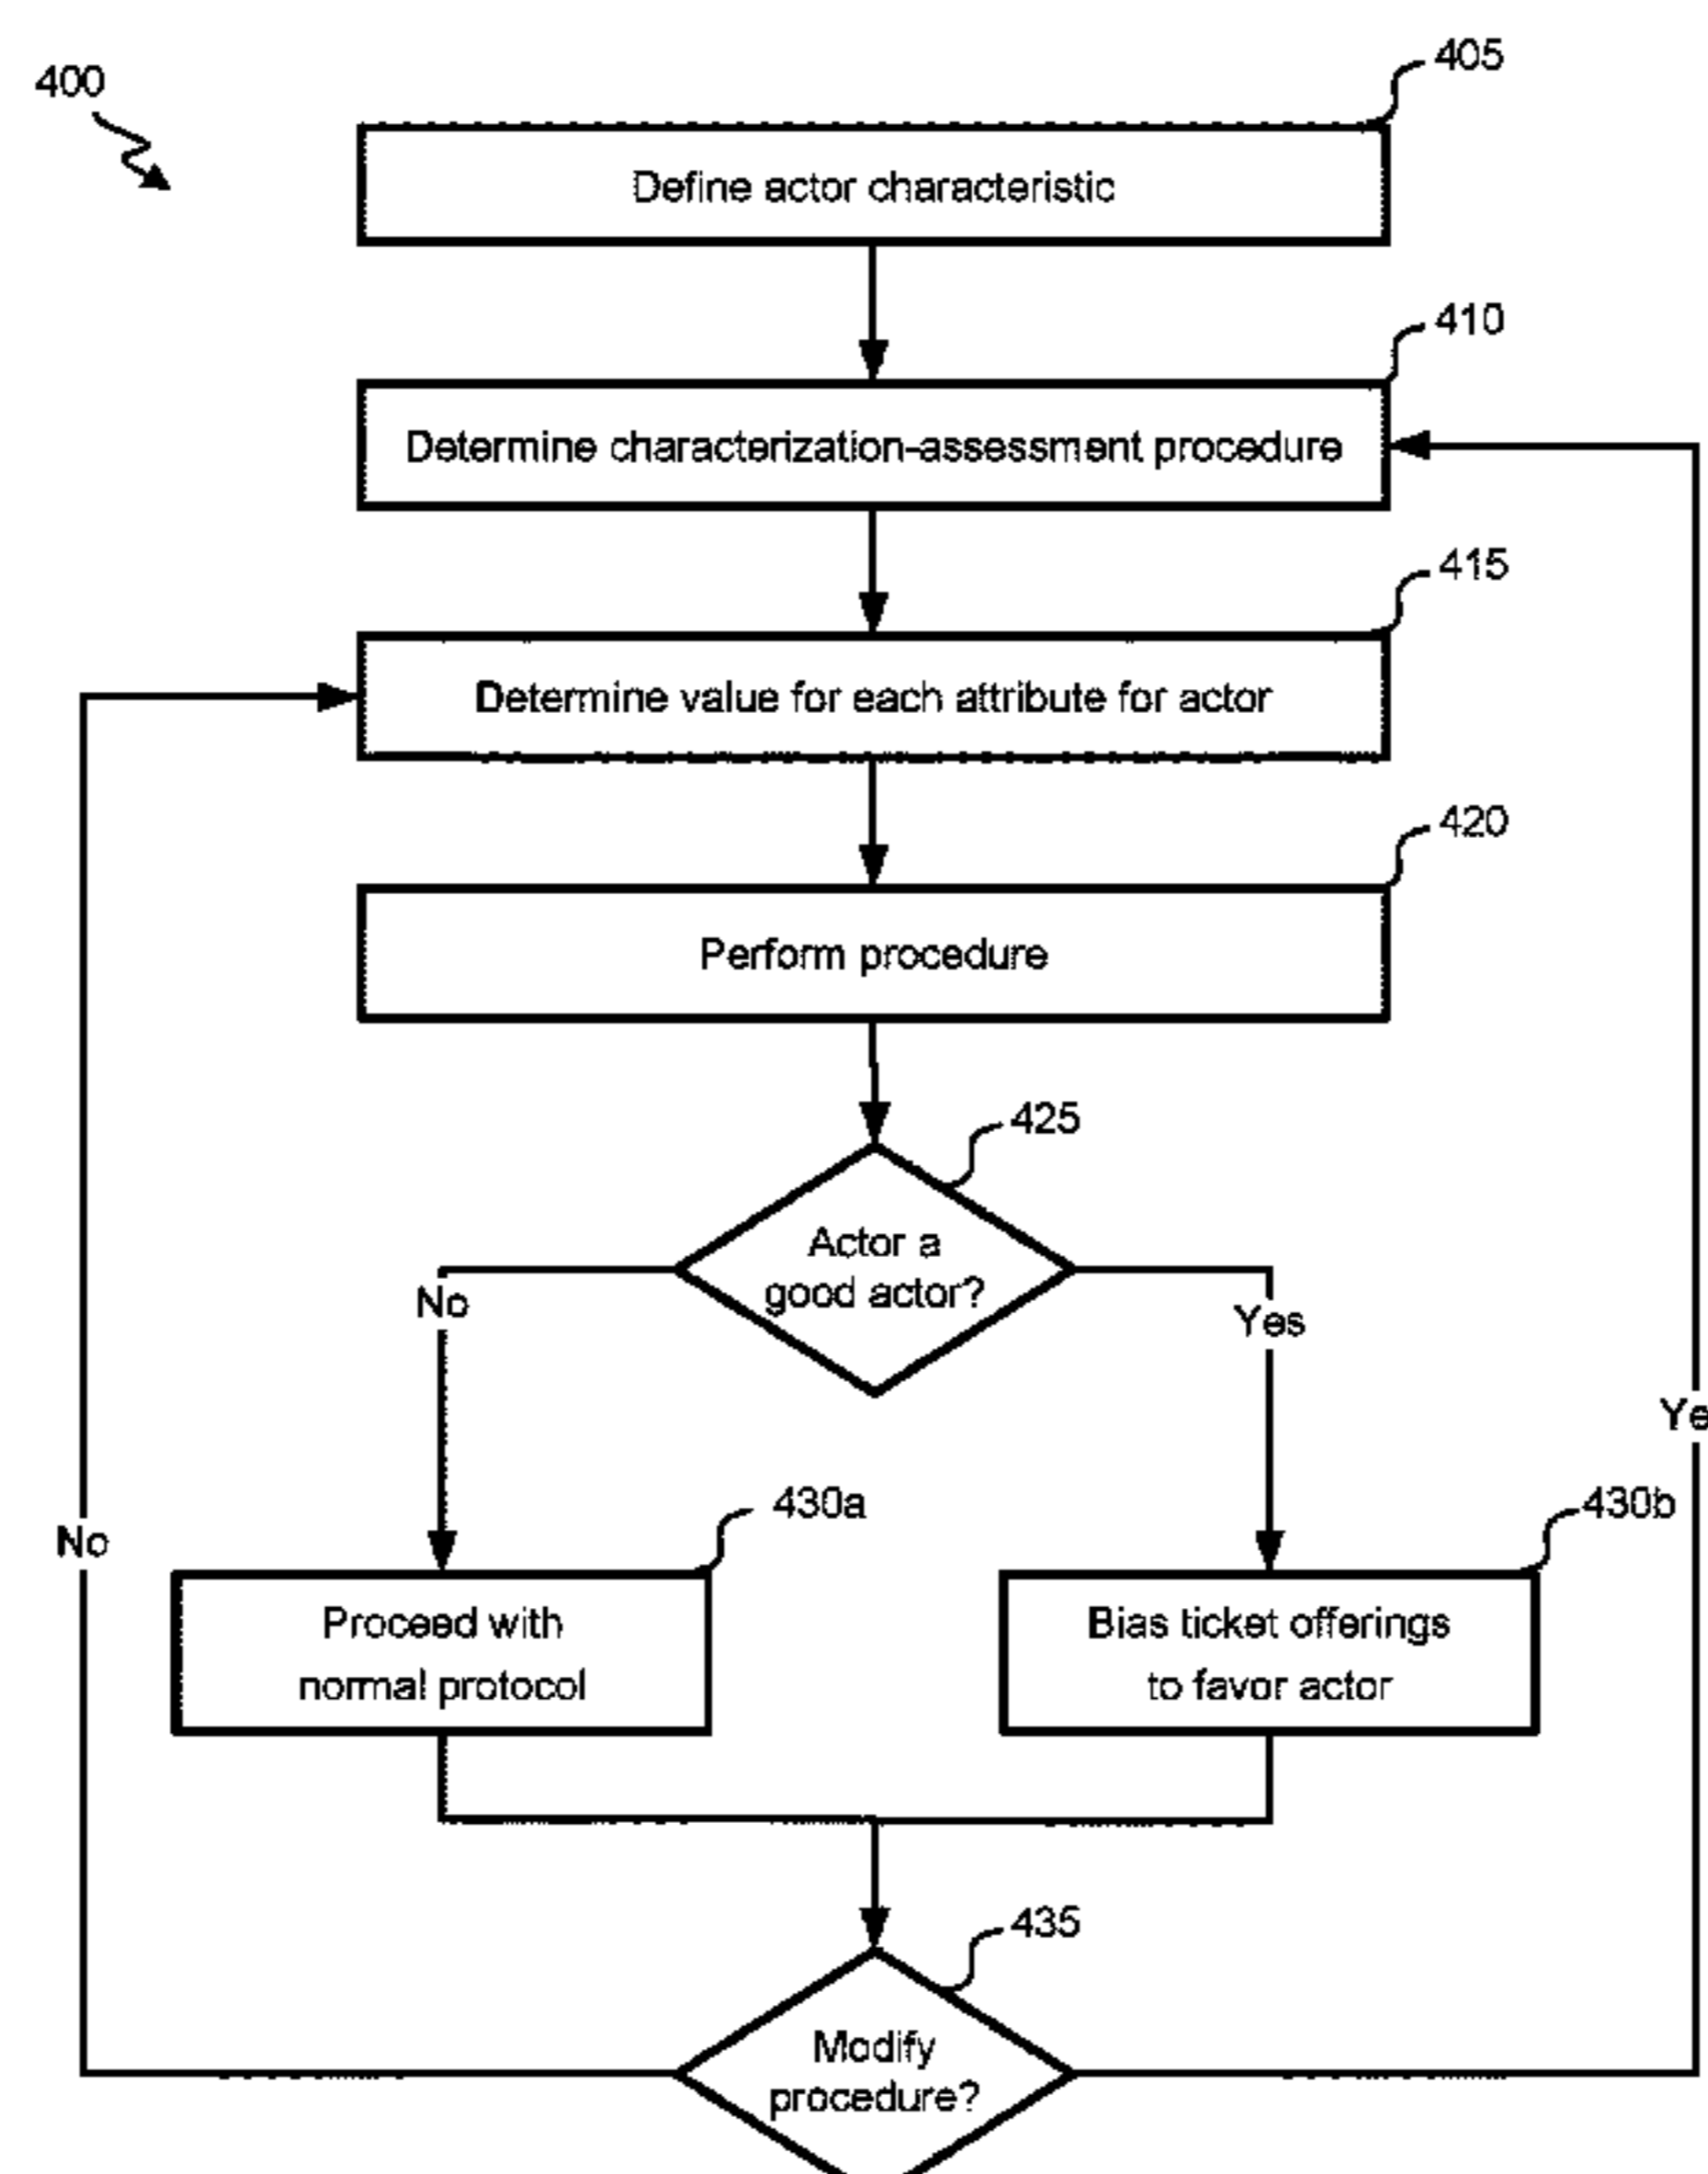 400
405
Define actor characteristic
410
Determine characterization-assessment procedure
415
Determine value for each attribute for actor
420
Perform procedure
425
Actor a
good actor?
No
Yes
Ye
430a
430b
No
Proceed with
normal protocol
Bias ticket offerings
to favor actor
435
Modify
procedure?